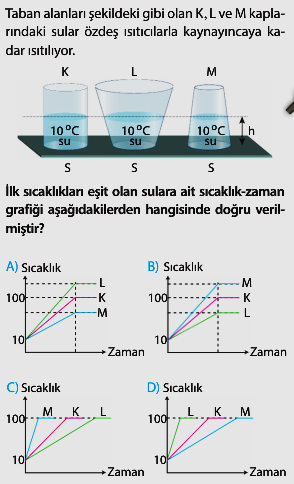 Taban alanları şekildeki gibi olan K, L ve M kapla-
rındaki sular özdeş ısıtıcılarla kaynayıncaya ka-
dar ısıtılıyor.
K L M
10 °C 10 °C 10 °C
su su su
h
S S S
İlk sıcaklıkları eşit olan sulara ait sıcaklık-zaman
grafiği aşağıdakilerden hangisinde doğru veril-
miştir?
A) Sıcaklık
L
100 K
M
10
Zaman
B) Sıcaklık
M
100 K
L
10
Zaman
C) Sıcaklık
100 M K L
10
Zaman
D) Sıcaklık
100 L K M
10
Zaman